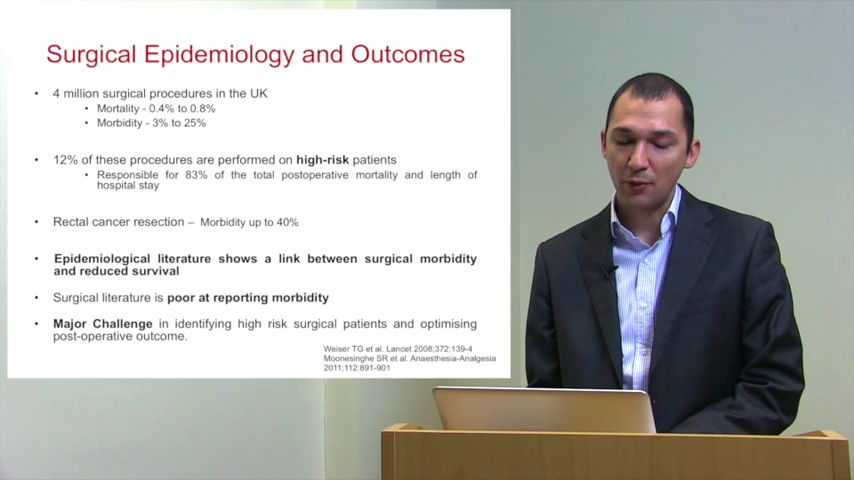 Surgical Epidemiology and Outcomes
• 4 million surgical procedures in the UK
• Mortality - 0.4% to 0.8%
• Morbidity - 3% to 25%
• 12% of these procedures are performed on high-risk patients
• Responsible for 83% of the total postoperative mortality and length of
hospital stay
• Rectal cancer resection – Morbidity up to 40%
• Epidemiological literature shows a link between surgical morbidity
and reduced survival
• Surgical literature is poor at reporting morbidity
• Major Challenge in identifying high risk surgical patients and optimising
post-operative outcome.
Weiser TG et al. Lancet 2008;372:139-4
Moonesinghe SR et al. Anaesthesia-Analgesia
2011;112:891-901